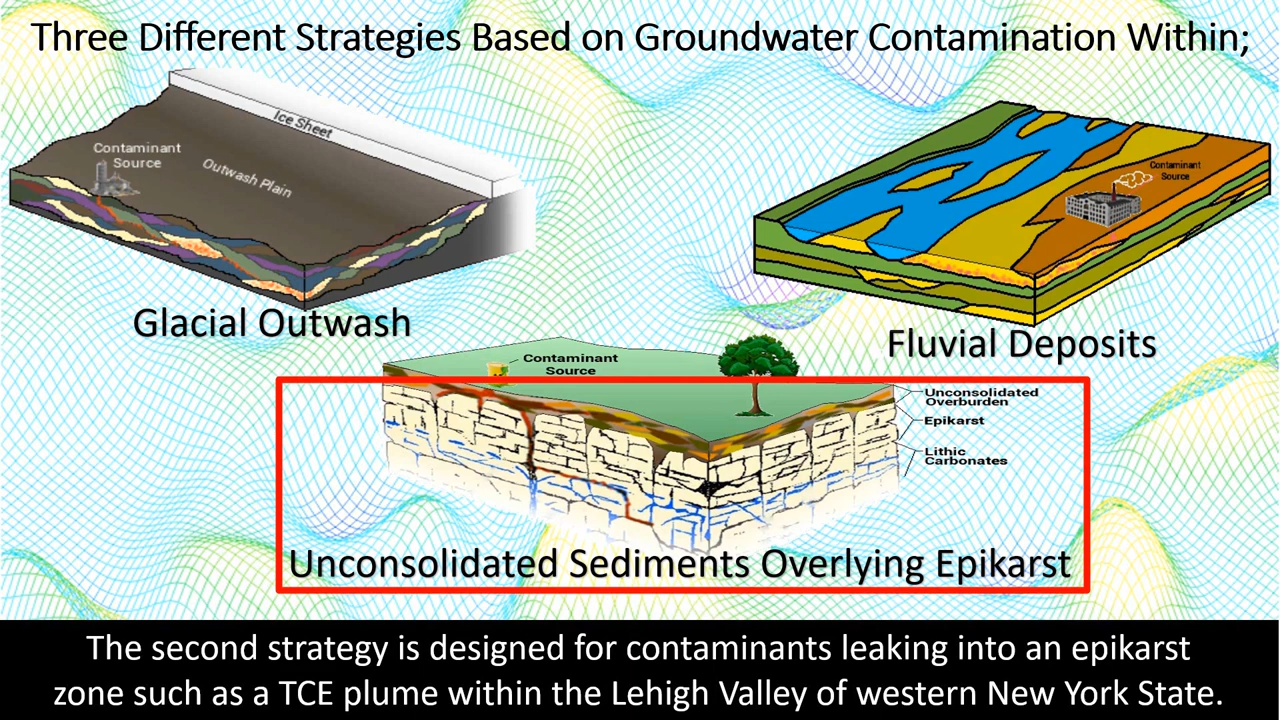 Three Different Strategies Based on Groundwater Contamination Within;
Ice Sheet
Contaminant
Source
Outwash Plain
Glacial Outwash
Contaminant
Source
Fluvial Deposits
Contaminant
Source
Unconsolidated
Overburden
Epikarst
Lithic
Carbonates
Unconsolidated Sediments Overlying Epikarst
The second strategy is designed for contaminants leaking into an epikarst
zone such as a TCE plume within the Lehigh Valley of western New York State.